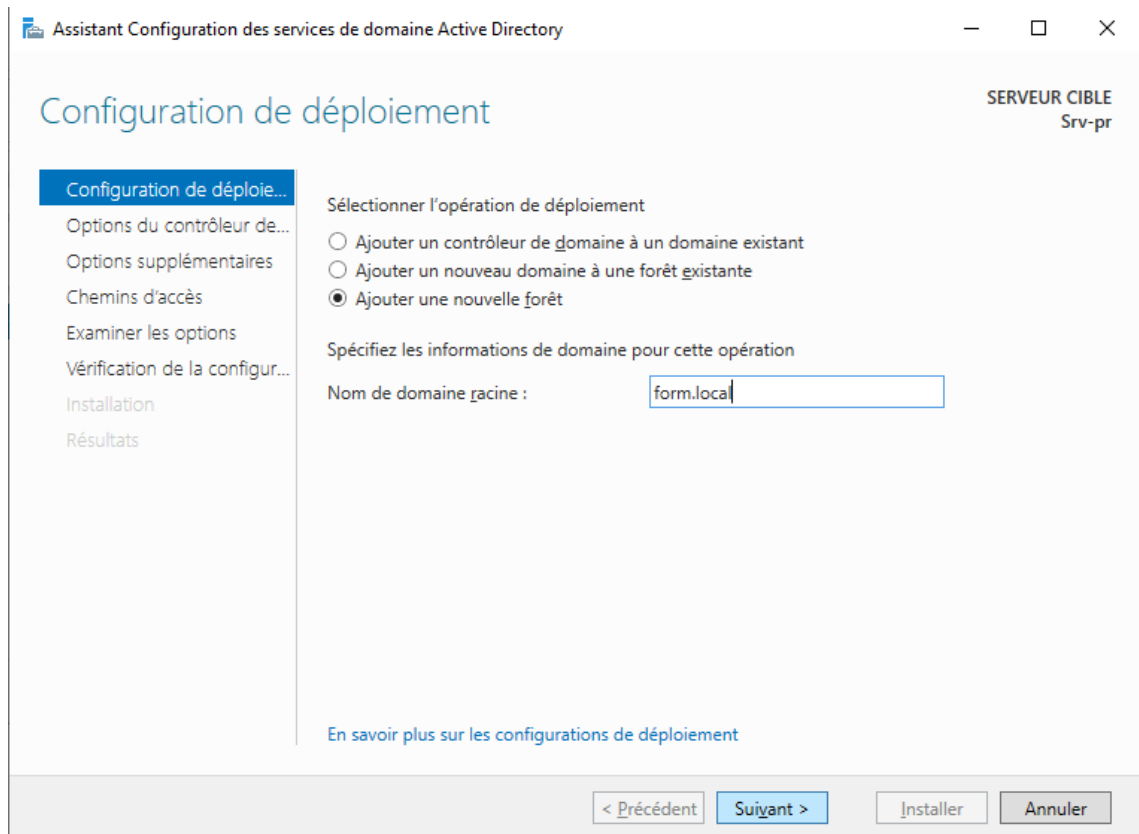 Assistant Configuration des services de domaine Active Directory
Configuration de déploiement
SERVEUR CIBLE
Srv-pr
Configuration de déploie...
Options du contrôleur de...
Options supplémentaires
Chemins d'accès
Examiner les options
Vérification de la configur...
Installation
Résultats
Sélectionner l'opération de déploiement
Ajouter un contrôleur de domaine à un domaine existant
Ajouter un nouveau domaine à une forêt existante
Ajouter une nouvelle forêt
Spécifiez les informations de domaine pour cette opération
Nom de domaine racine : form.local
En savoir plus sur les configurations de déploiement
< Précédent Suivant > Installer Annuler